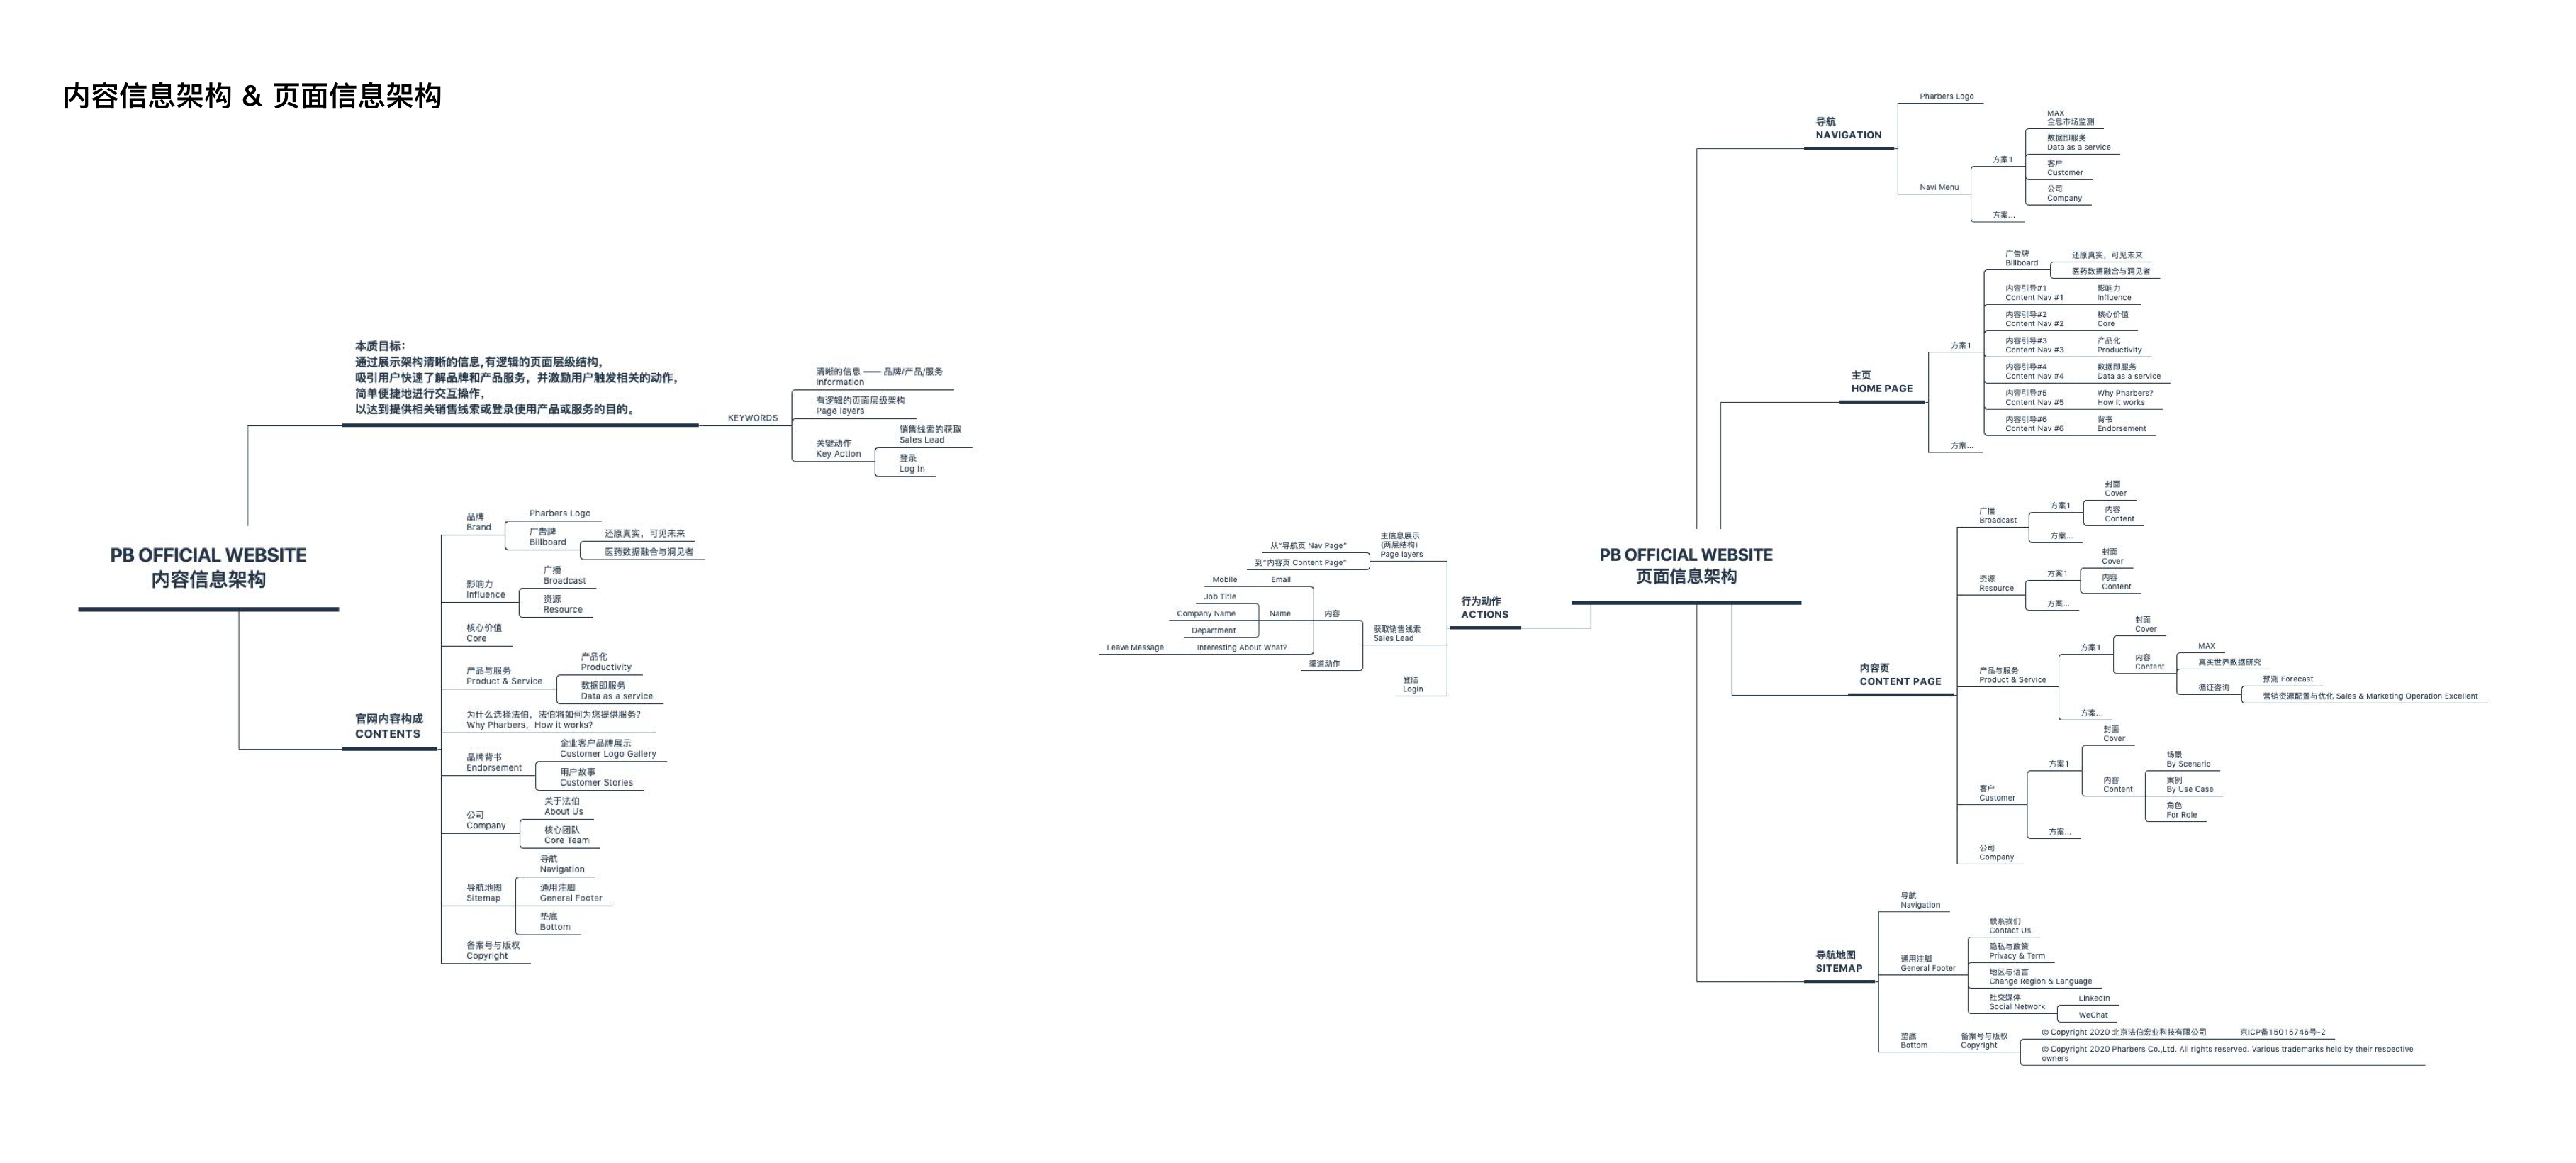 内容信息架构 & 页面信息架构
本质目标：
通过展示架构清晰的信息,有逻辑的页面层级结构，
吸引用户快速了解品牌和产品服务，并激励用户触发相关的动作，
简单便捷地进行交互操作，
以达到提供相关销售线索或登录使用产品或服务的目的。
KEYWORDS
清晰的信息 —— 品牌/产品/服务
Information
有逻辑的页面层级架构
Page layers
关键动作
Key Action
销售线索的获取
Sales Lead
登录
Log In
PB OFFICIAL WEBSITE
内容信息架构
官网内容构成
CONTENTS
品牌
Brand
Pharbers Logo
广告牌
Billboard
还原真实，可见未来
医药数据融合与洞见者
影响力
Influence
广播
Broadcast
资源
Resource
核心价值
Core
产品与服务
Product & Service
产品化
Productivity
数据即服务
Data as a service
为什么选择法伯，法伯将如何为您提供服务?
Why Pharbers，How it works?
品牌背书
Endorsement
企业客户品牌展示
Customer Logo Gallery
用户故事
Customer Stories
公司
Company
关于法伯
About Us
核心团队
Core Team
导航地图
Sitemap
导航
Navigation
通用注脚
General Footer
垫底
Bottom
备案号与版权
Copyright
PB OFFICIAL WEBSITE
页面信息架构
行为动作
ACTIONS
主信息展示
(两层结构)
Page layers
从“导航页 Nav Page”
到“内容页 Content Page”
获取销售线索
Sales Lead
内容
Email
Mobile
Name
Job Title
Company Name
Department
Interesting About What?
Leave Message
渠道动作
登陆
Login
导航
NAVIGATION
Pharbers Logo
Navi Menu
方案1
MAX
全息市场监测
数据即服务
Data as a service
客户
Customer
公司
Company
方案...
主页
HOME PAGE
方案1
广告牌
Billboard
还原真实，可见未来
医药数据融合与洞见者
内容引导#1
Content Nav #1
影响力
Influence
内容引导#2
Content Nav #2
核心价值
Core
内容引导#3
Content Nav #3
产品化
Productivity
内容引导#4
Content Nav #4
数据即服务
Data as a service
内容引导#5
Content Nav #5
Why Pharbers?
How it works
内容引导#6
Content Nav #6
背书
Endorsement
方案...
内容页
CONTENT PAGE
广播
Broadcast
方案1
封面
Cover
内容
Content
方案...
资源
Resource
方案1
封面
Cover
内容
Content
方案...
产品与服务
Product & Service
方案1
封面
Cover
内容
Content
MAX
真实世界数据研究
循证咨询
预测 Forecast
营销资源配置与优化 Sales & Marketing Operation Excellent
方案...
客户
Customer
方案1
封面
Cover
内容
Content
场景
By Scenario
案例
By Use Case
角色
For Role
方案...
公司
Company
导航地图
SITEMAP
导航
Navigation
通用注脚
General Footer
联系我们
Contact Us
隐私与政策
Privacy & Term
地区与语言
Change Region & Language
社交媒体
Social Network
LinkedIn
WeChat
垫底
Bottom
备案号与版权
Copyright
© Copyright 2020 北京法伯宏业科技有限公司 京ICP备15015746号-2
© Copyright 2020 Pharbers Co.,Ltd. All rights reserved. Various trademarks held by their respective
owners